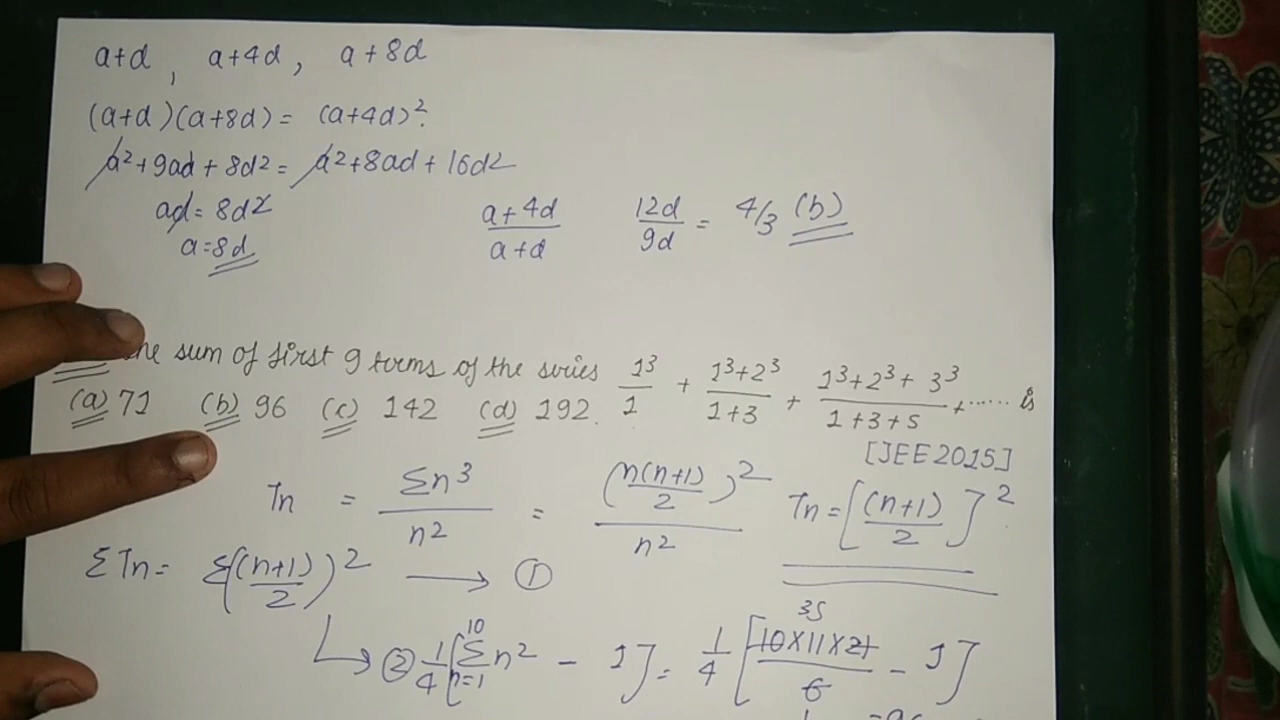 a+d, a+4d, a+8d
(a+d)(a+8d) = (a+4d)².
a²+9ad+8d² = a²+8ad+16d²
ad = 8d²
a+4d / a+d 12d / 9d = 4/3 (b)
a=8d
the sum of first 9 terms of the series 1³/1 + 1³+2³/1+3 + 1³+2³+3³/1+3+5 +...... is
(a) 71 (b) 96 (c) 142 (d) 192.
[JEE 2015]
Tn = Σn³/n² = (n(n+1)/2)²/n² Tn = [(n+1)/2]²
ΣTn = Σ((n+1)/2)² → ①
↳ ② 1/4 [Σ n=1 10 n² - 1] = 1/4 [10×11×21/6 - 1]
35